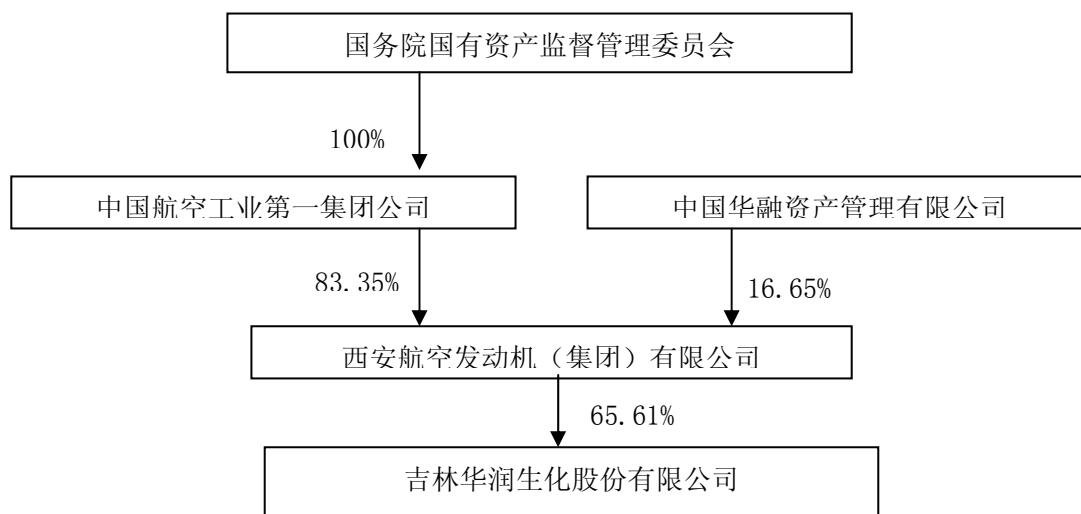 国务院国有资产监督管理委员会
100%
中国航空工业第一集团公司
中国华融资产管理有限公司
83.35%
16.65%
西安航空发动机（集团）有限公司
65.61%
吉林华润生化股份有限公司